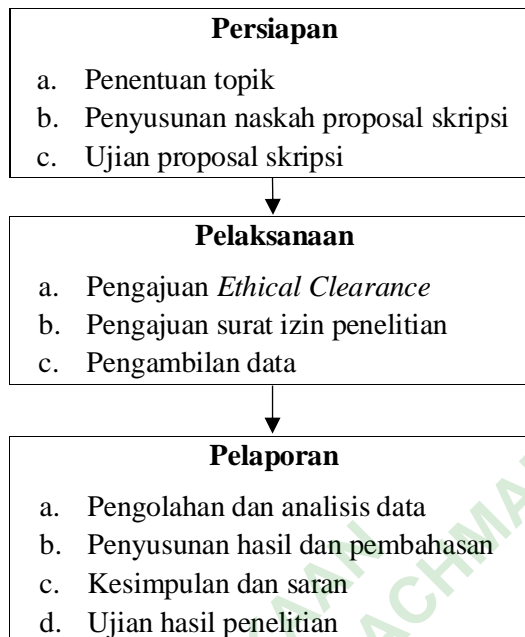 Persiapan
a. Penentuan topik
b. Penyusunan naskah proposal skripsi
c. Ujian proposal skripsi
Pelaksanaan
a. Pengajuan Ethical Clearance
b. Pengajuan surat izin penelitian
c. Pengambilan data
Pelaporan
a. Pengolahan dan analisis data
b. Penyusunan hasil dan pembahasan
c. Kesimpulan dan saran
d. Ujian hasil penelitian